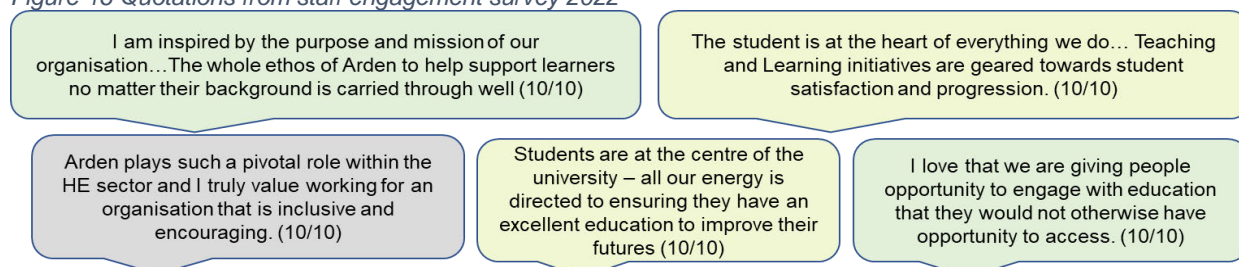 Figure 18 Quotations from staff engagement survey 2022
I am inspired by the purpose and mission of our
organisation…The whole ethos of Arden to help support learners
no matter their background is carried through well (10/10)
The student is at the heart of everything we do… Teaching
and Learning initiatives are geared towards student
satisfaction and progression. (10/10)
Arden plays such a pivotal role within the
HE sector and I truly value working for an
organisation that is inclusive and
encouraging. (10/10)
Students are at the centre of the
university – all our energy is
directed to ensuring they have an
excellent education to improve their
futures (10/10)
I love that we are giving people
opportunity to engage with education
that they would not otherwise have
opportunity to access. (10/10)